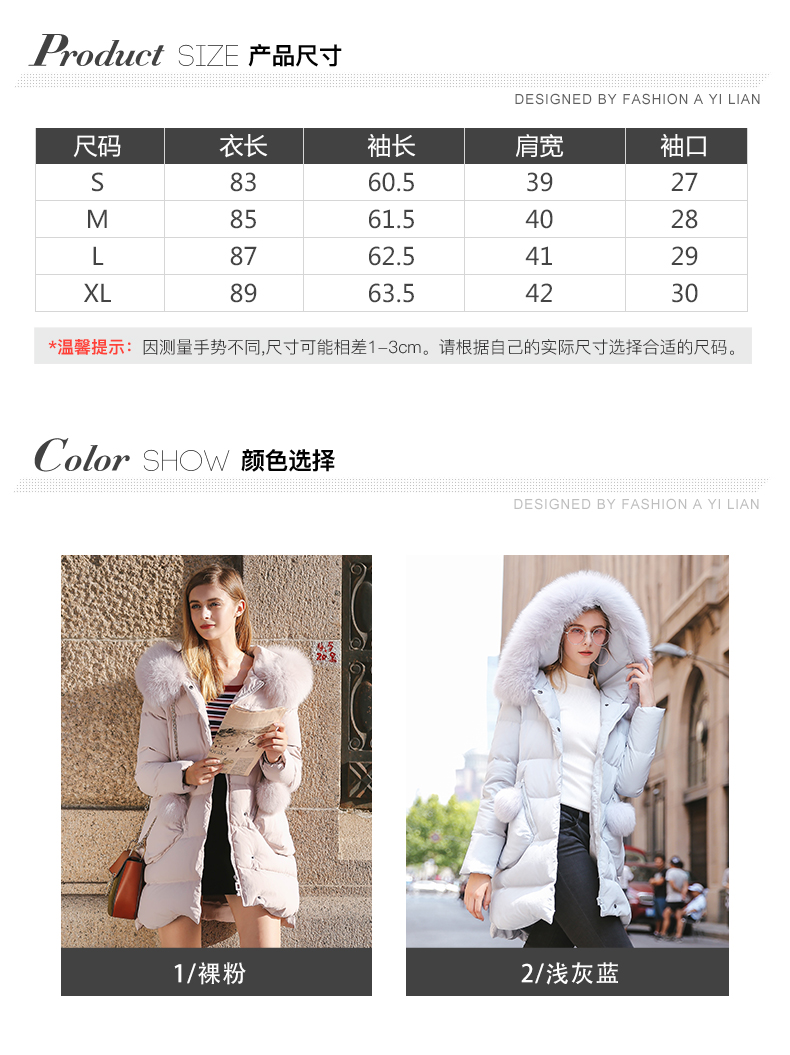 Product SIZE 产品尺寸
DESIGNED BY FASHION A YI LIAN
尺码 衣长 袖长 肩宽 袖口
S 83 60.5 39 27
M 85 61.5 40 28
L 87 62.5 41 29
XL 89 63.5 42 30
*温馨提示：因测量手势不同,尺寸可能相差1-3cm。请根据自己的实际尺寸选择合适的尺码。
Color SHOW 颜色选择
DESIGNED BY FASHION A YI LIAN
1/裸粉
2/浅灰蓝